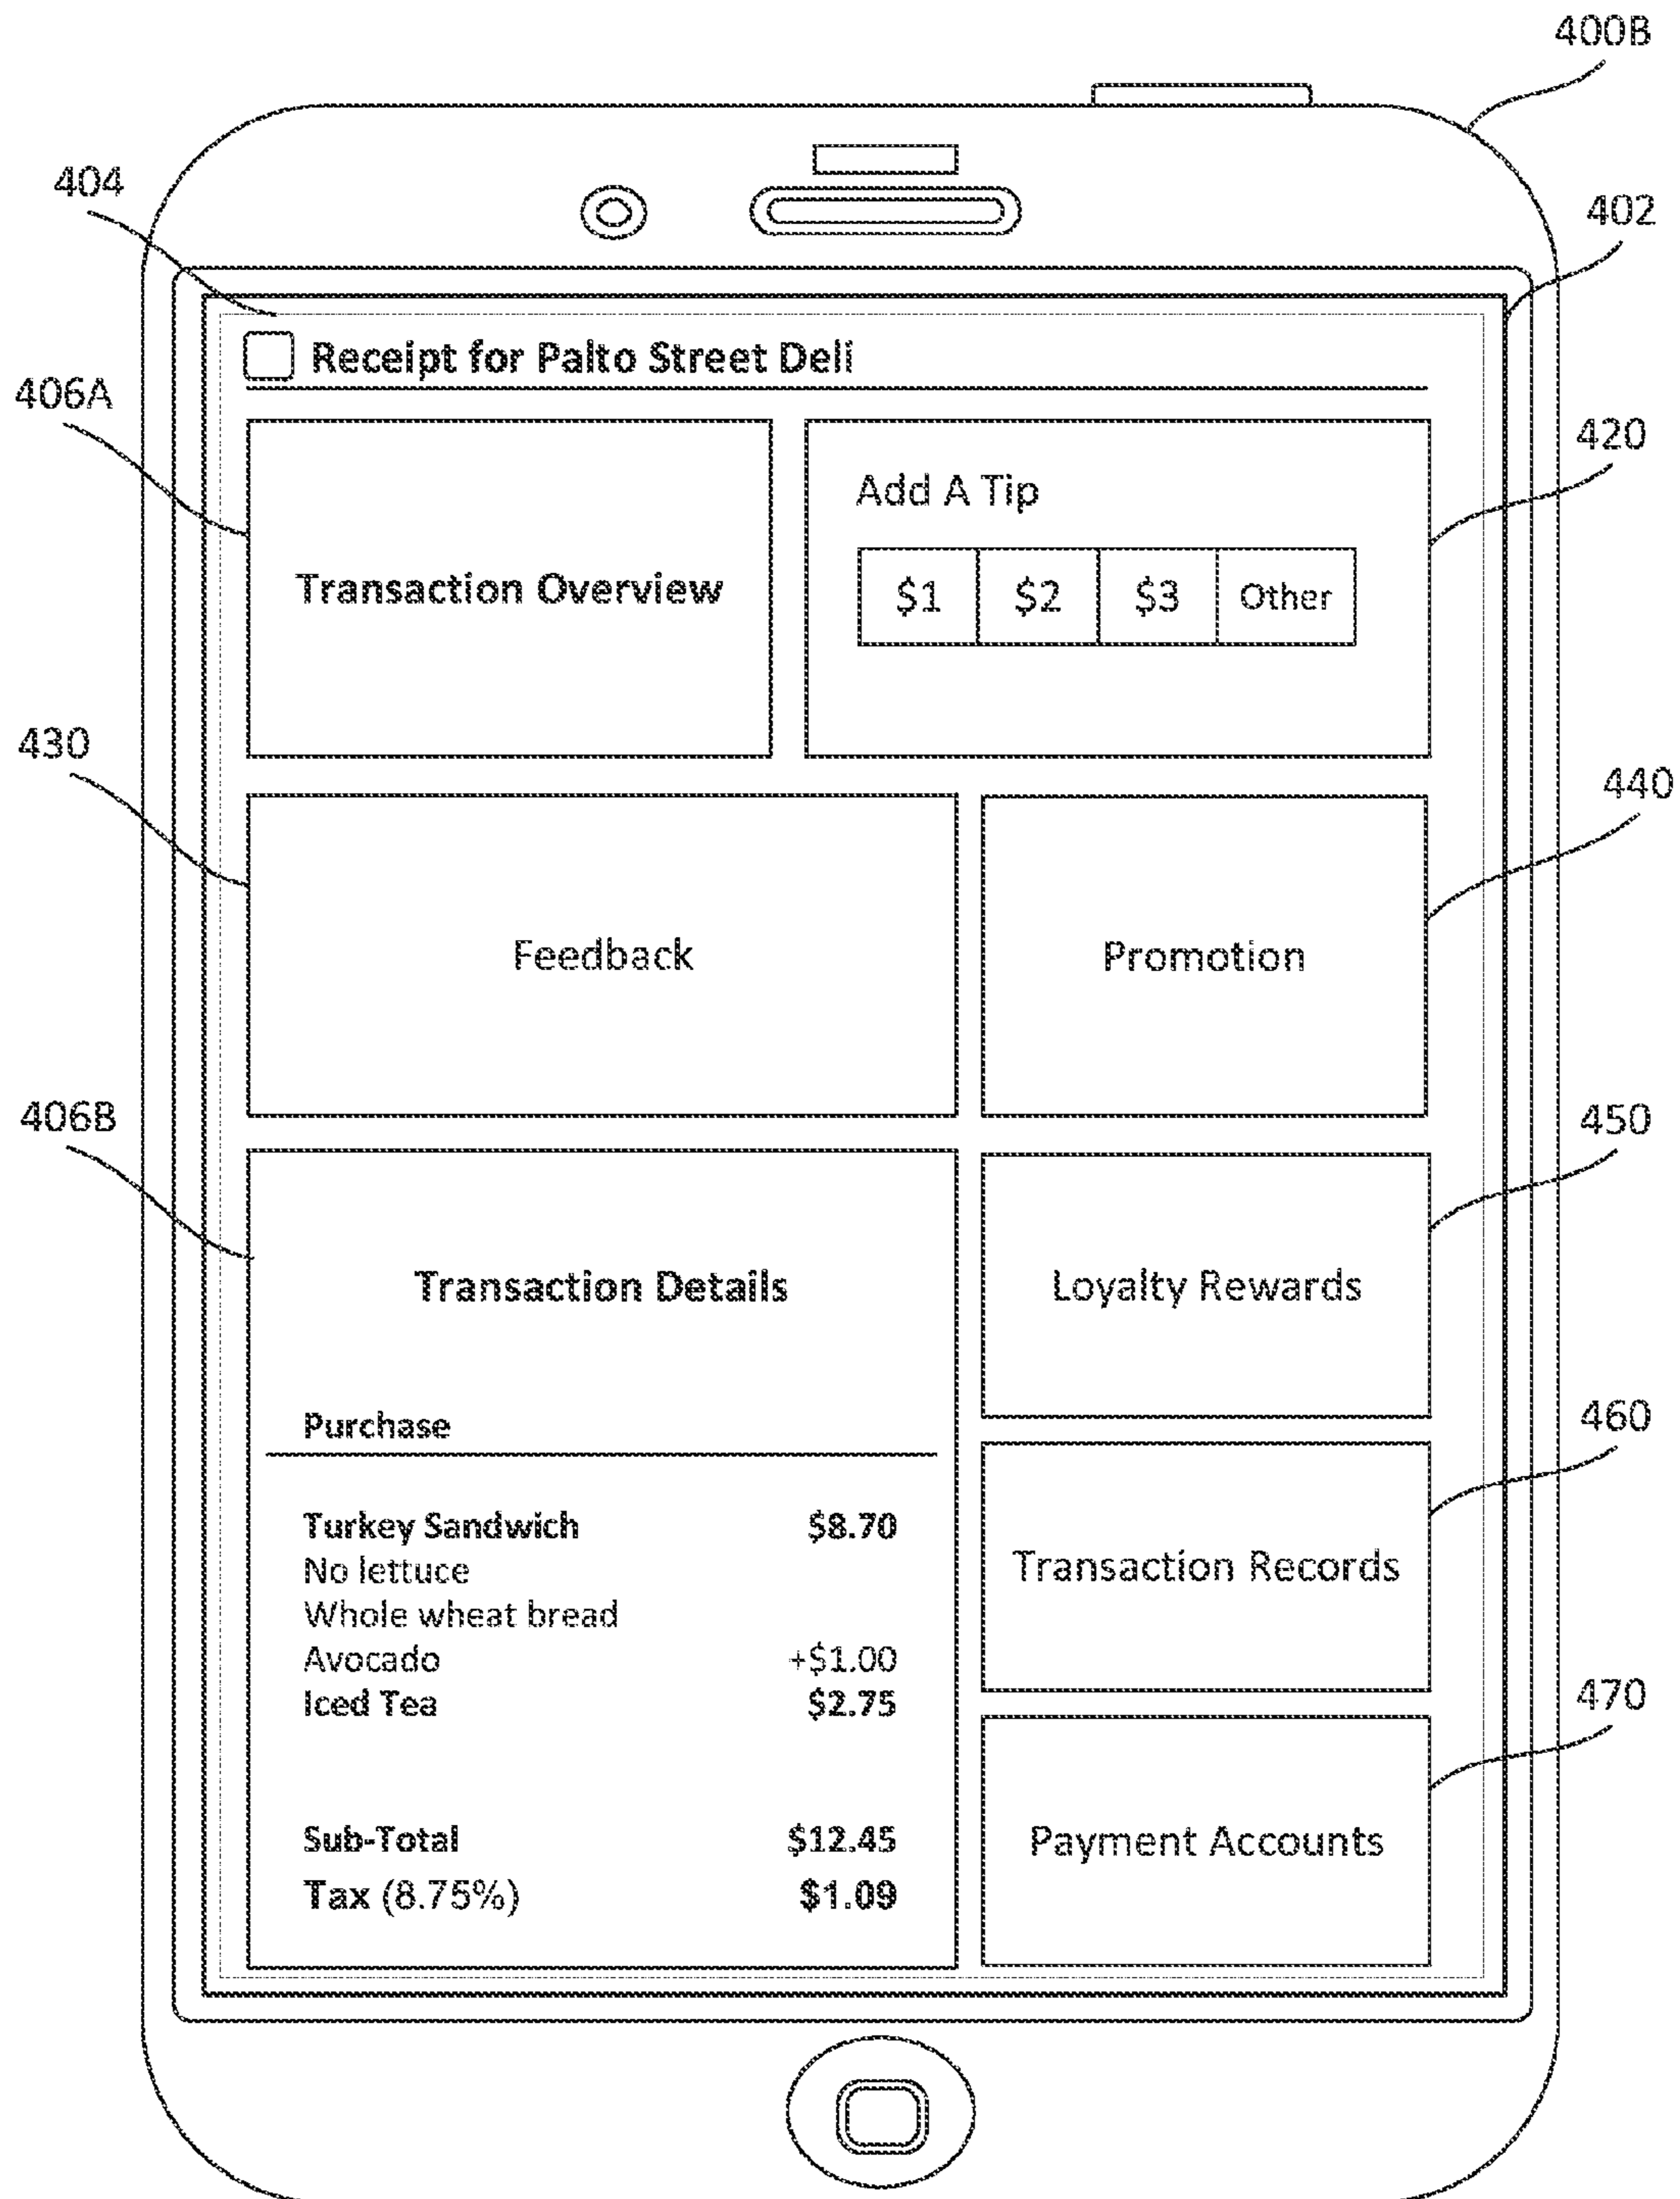 400B
404
402
Receipt for Palto Street Deli
406A
420
Add A Tip
$1 $2 $3 Other
Transaction Overview
430
440
Feedback
Promotion
406B
450
Transaction Details
Loyalty Rewards
Purchase
460
Turkey Sandwich $8.70
No lettuce
Whole wheat bread
Avocado +$1.00
Iced Tea $2.75
Transaction Records
470
Sub-Total $12.45
Tax (8.75%) $1.09
Payment Accounts